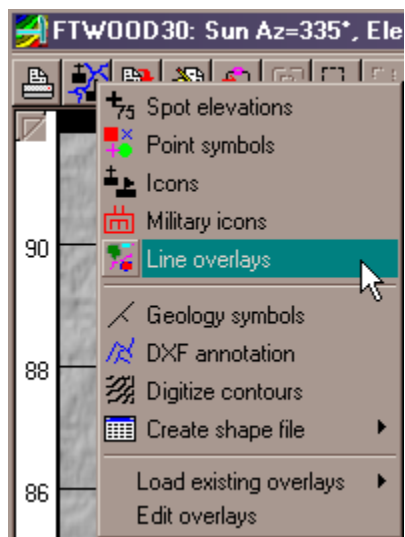 FTWOOD30: Sun Az=335°, Ele
Spot elevations
Point symbols
Icons
Military icons
Line overlays
Geology symbols
DXF annotation
Digitize contours
Create shape file
Load existing overlays
Edit overlays
90
88
86
75